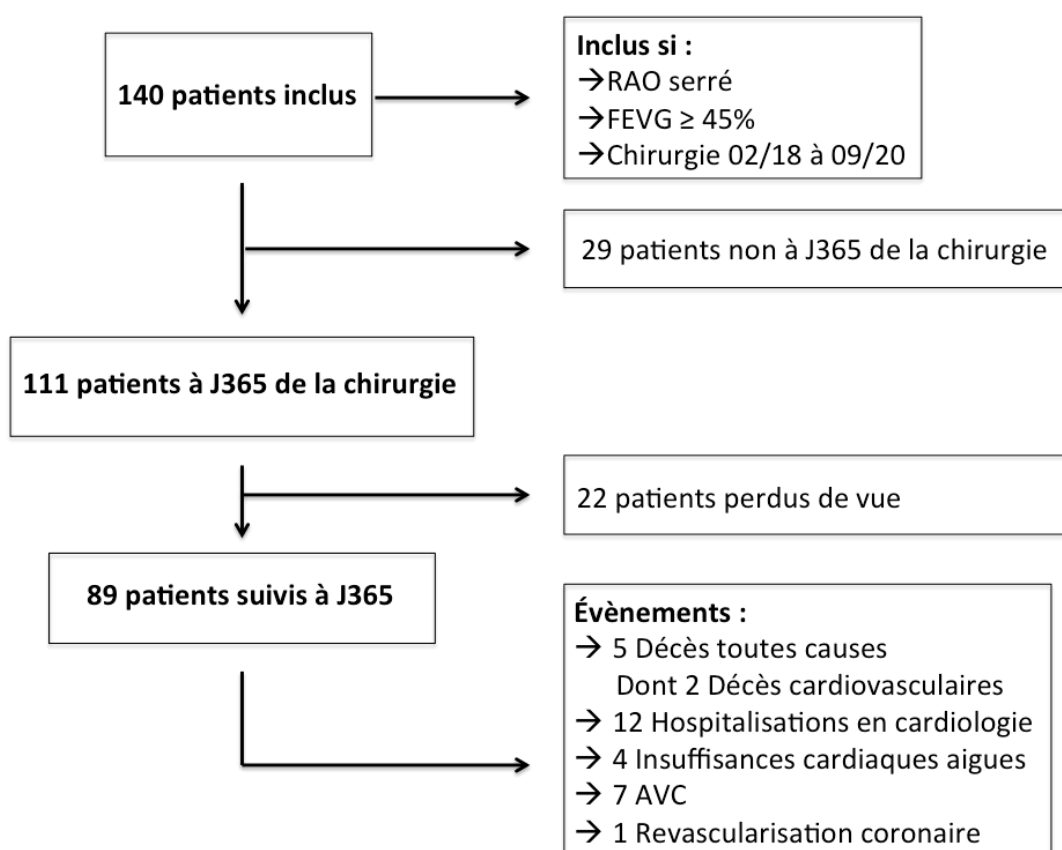 140 patients inclus
Inclus si :
→RAO serré
→FEVG ≥ 45%
→Chirurgie 02/18 à 09/20
29 patients non à J365 de la chirurgie
111 patients à J365 de la chirurgie
22 patients perdus de vue
89 patients suivis à J365
Évènements :
→ 5 Décès toutes causes
Dont 2 Décès cardiovasculaires
→ 12 Hospitalisations en cardiologie
→ 4 Insuffisances cardiaques aigues
→ 7 AVC
→ 1 Revascularisation coronaire